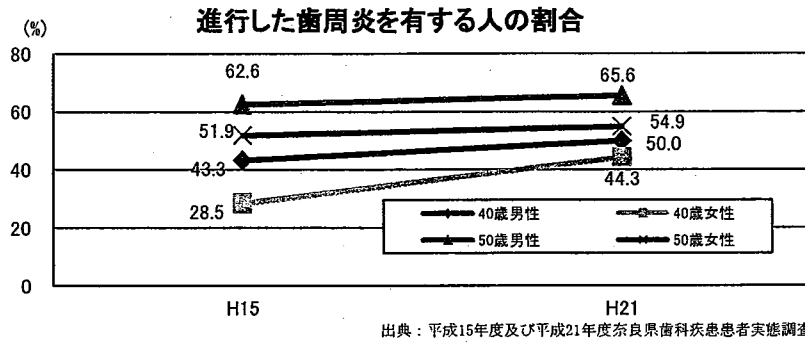 進行した歯周炎を有する人の割合
(%)
80
62.6
65.6
60
51.9
54.9
50.0
43.3
40
44.3
28.5
40歳男性
40歳女性
20
50歳男性
50歳女性
0
H15
H21
出典：平成15年度及び平成21年度奈良県歯科疾患患者実態調査